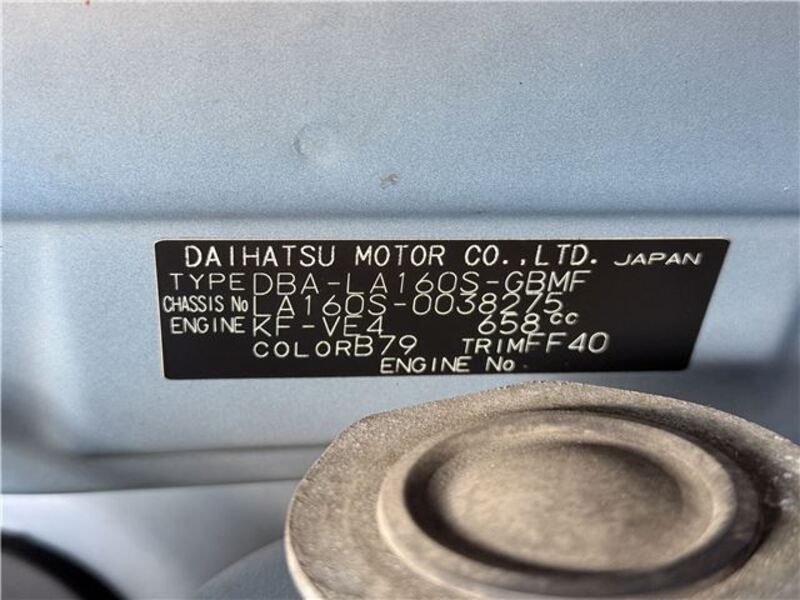 DAIHATSU MOTOR CO.,LTD. JAPAN
TYPE DBA-LA160S-GBMF
CHASSIS No LA160S-0038275
ENGINE KF-VE4 658cc
COLOR B79 TRIM FF40
ENGINE No.